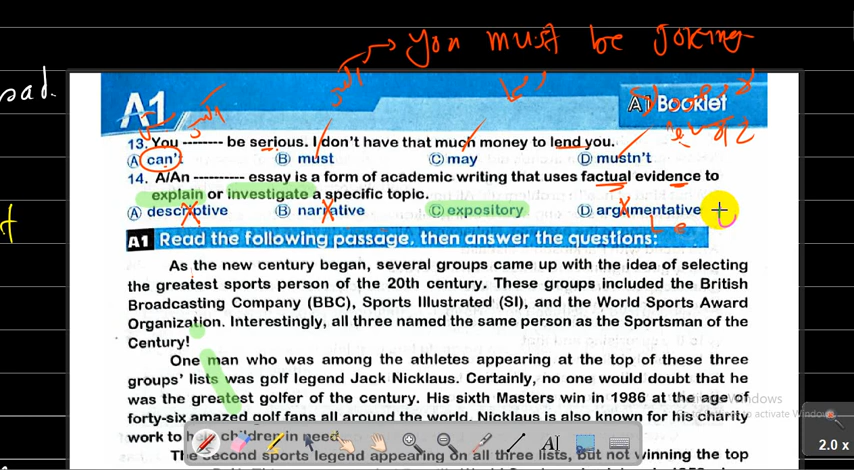 You must be joking
sad.
A1
A1 Booklet
13. You -------- be serious. I don't have that much money to lend you.
Ⓐ can't Ⓑ must Ⓒ may Ⓓ mustn't
14. A/An ---------- essay is a form of academic writing that uses factual evidence to
explain or investigate a specific topic.
Ⓐ descriptive Ⓑ narrative Ⓒ expository Ⓓ argumentative
A1 Read the following passage, then answer the questions:
As the new century began, several groups came up with the idea of selecting
the greatest sports person of the 20th century. These groups included the British
Broadcasting Company (BBC), Sports Illustrated (SI), and the World Sports Award
Organization. Interestingly, all three named the same person as the Sportsman of the
Century!
One man who was among the athletes appearing at the top of these three
groups' lists was golf legend Jack Nicklaus. Certainly, no one would doubt that he
was the greatest golfer of the century. His sixth Masters win in 1986 at the age of
forty-six amazed golf fans all around the world. Nicklaus is also known for his charity
work to help children in need.
The second sports legend appearing on all three lists, but not winning the top
2.0 x